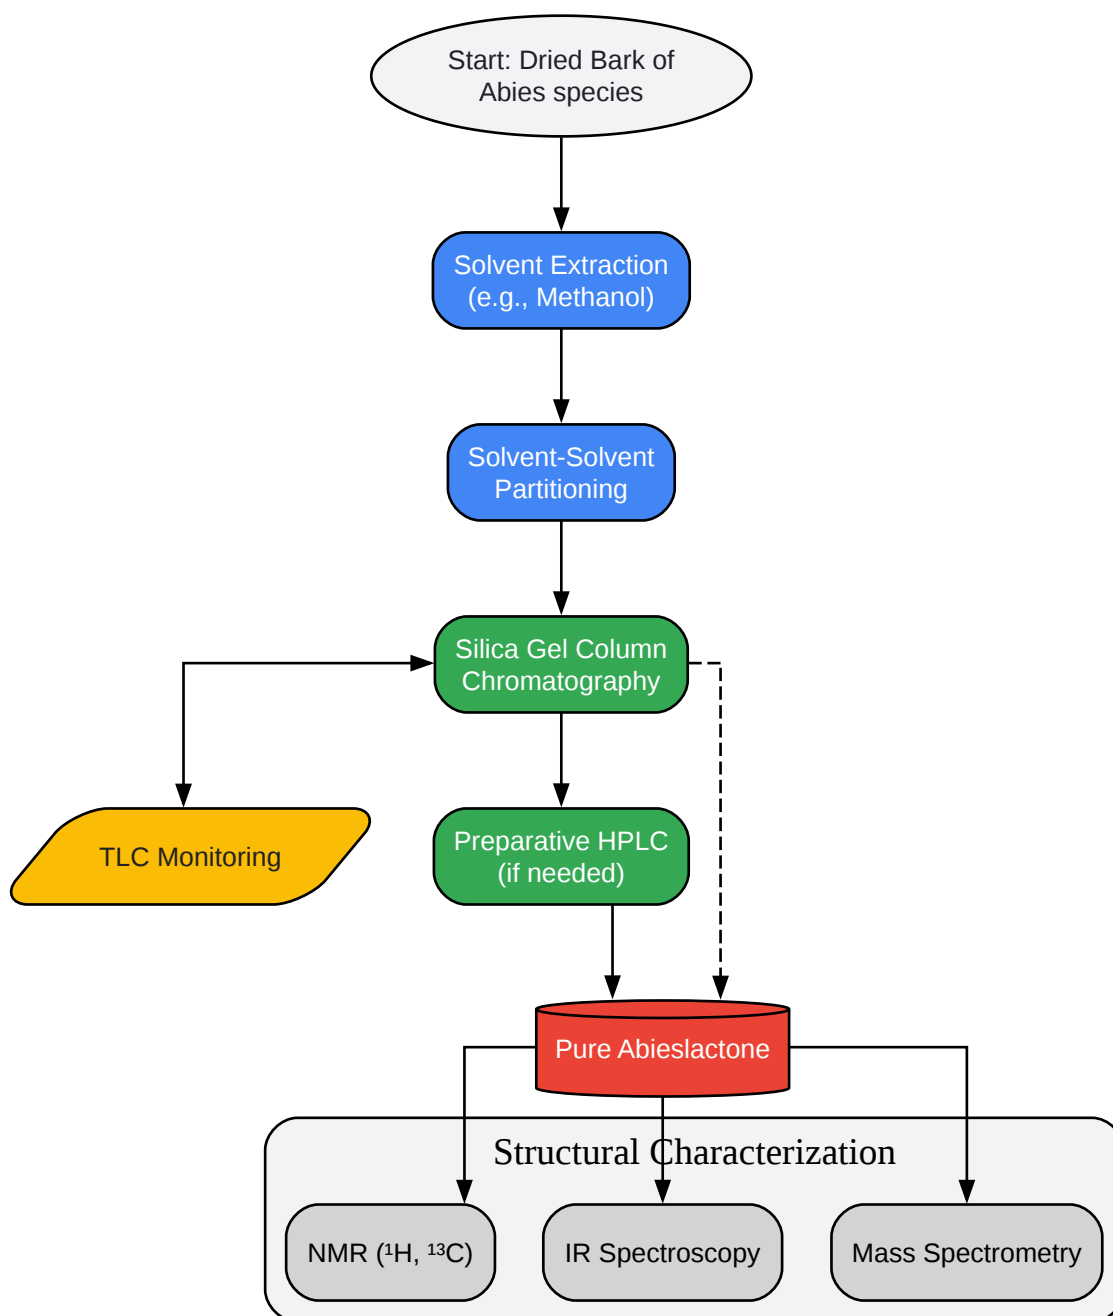 Start: Dried Bark of
Abies species
Solvent Extraction
(e.g., Methanol)
Solvent-Solvent
Partitioning
Silica Gel Column
Chromatography
TLC Monitoring
Preparative HPLC
(if needed)
Pure Abieslactone
Structural Characterization
NMR (¹H, ¹³C)
IR Spectroscopy
Mass Spectrometry